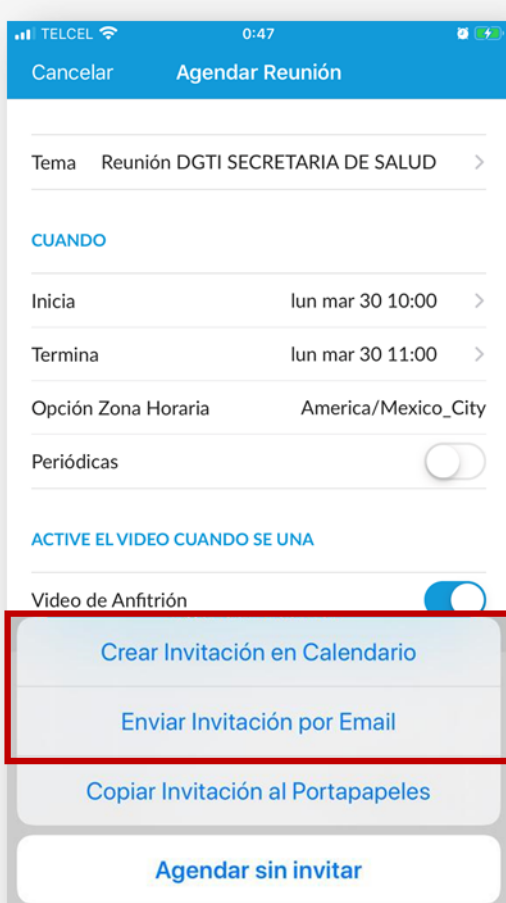 TELCEL 0:47
Cancelar Agendar Reunión
Tema Reunión DGTI SECRETARIA DE SALUD
CUANDO
Inicia lun mar 30 10:00
Termina lun mar 30 11:00
Opción Zona Horaria America/Mexico_City
Periódicas
ACTIVE EL VIDEO CUANDO SE UNA
Video de Anfitrión
Crear Invitación en Calendario
Enviar Invitación por Email
Copiar Invitación al Portapapeles
Agendar sin invitar